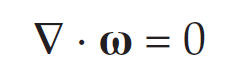 ∇ · 𝛚 = 0